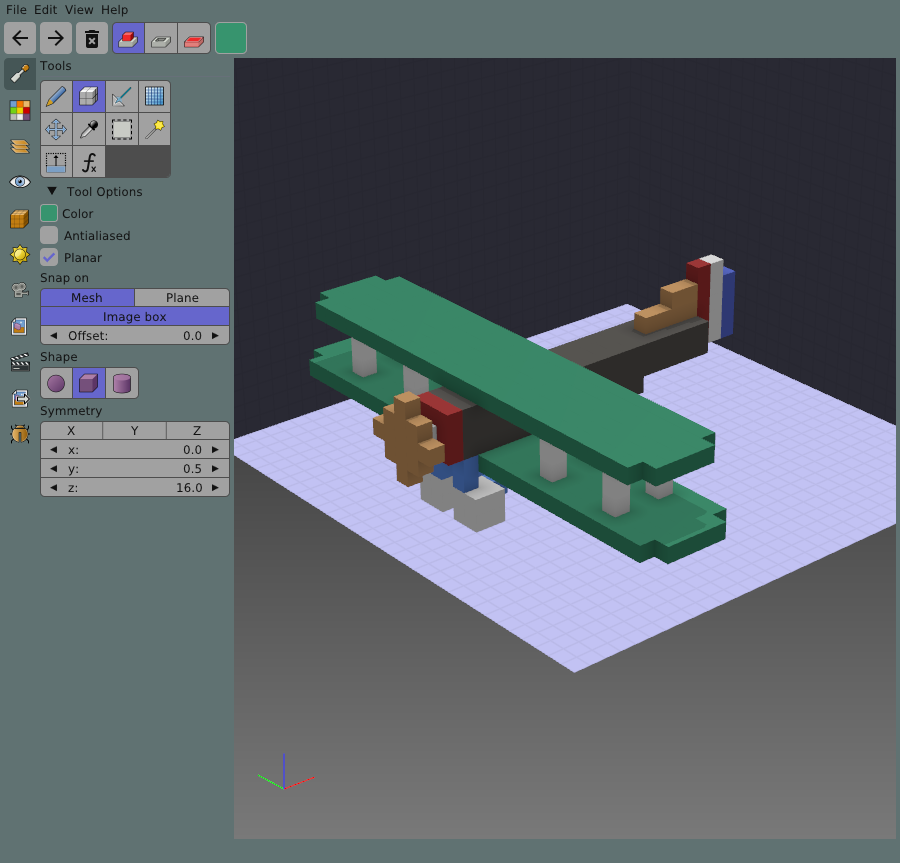 File Edit View Help
Tools
Tool Options
Color
Antialiased
Planar
Snap on
Mesh Plane
Image box
Offset: 0.0
Shape
Symmetry
X Y Z
x: 0.0
y: 0.5
z: 16.0